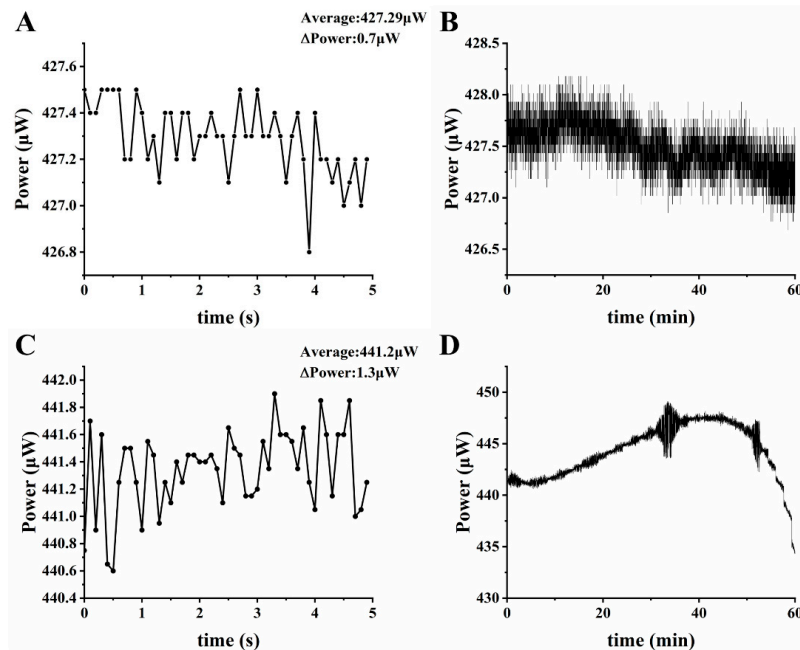 A
Average:427.29μW
ΔPower:0.7μW
427.6
427.4
427.2
427.0
426.8
Power (μW)
0 1 2 3 4 5
time (s)
B
428.5
428.0
427.5
427.0
426.5
Power (μW)
0 20 40 60
time (min)
C
Average:441.2μW
ΔPower:1.3μW
442.0
441.8
441.6
441.4
441.2
441.0
440.8
440.6
440.4
Power (μW)
0 1 2 3 4 5
time (s)
D
450
445
440
435
430
Power (μW)
0 20 40 60
time (min)